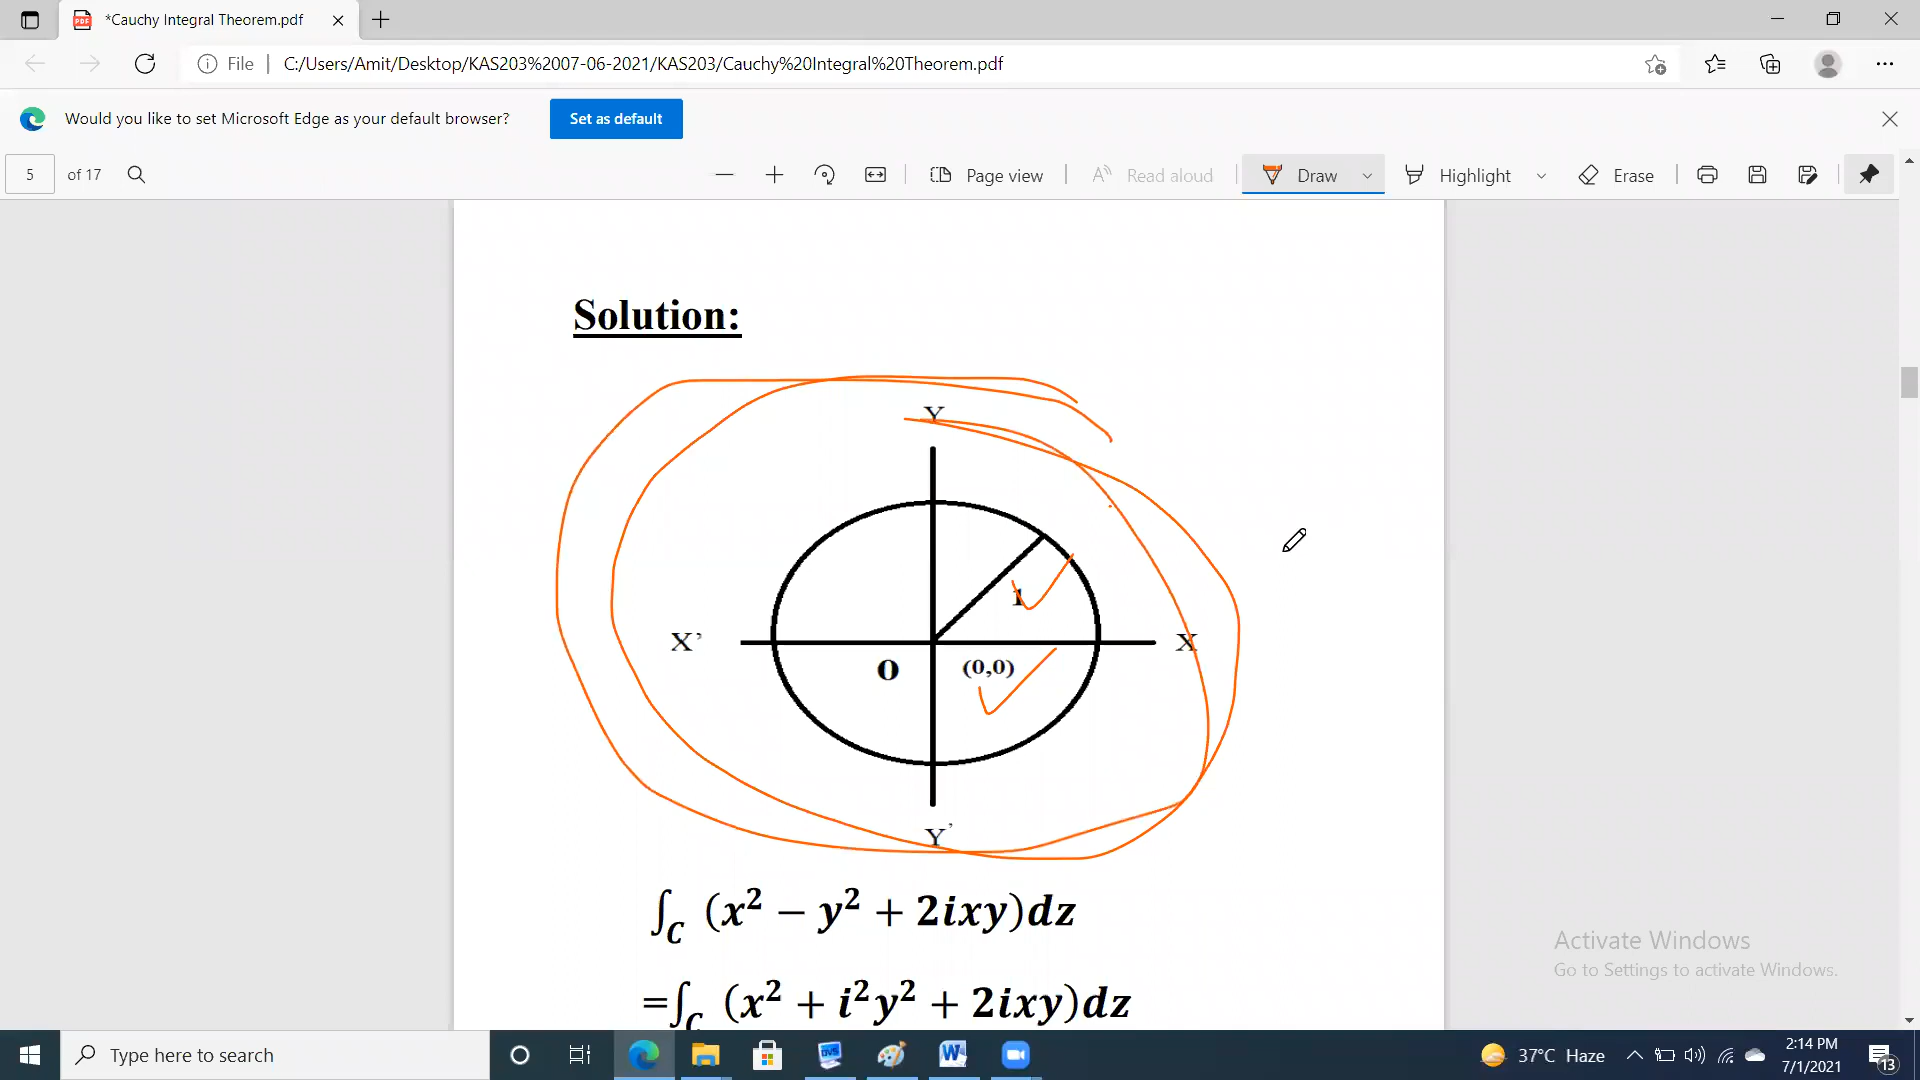 *Cauchy Integral Theorem.pdf
File | C:/Users/Amit/Desktop/KAS203%2007-06-2021/KAS203/Cauchy%20Integral%20Theorem.pdf
Would you like to set Microsoft Edge as your default browser? Set as default
5 of 17 Page view Read aloud Draw Highlight Erase
Solution:
Y
1
X' X
O (0,0)
Y'
∫_C (x² − y² + 2ixy)dz
=∫_C (x² + i²y² + 2ixy)dz
Activate Windows
Go to Settings to activate Windows.
Type here to search 37°C Haze 2:14 PM
7/1/2021 13